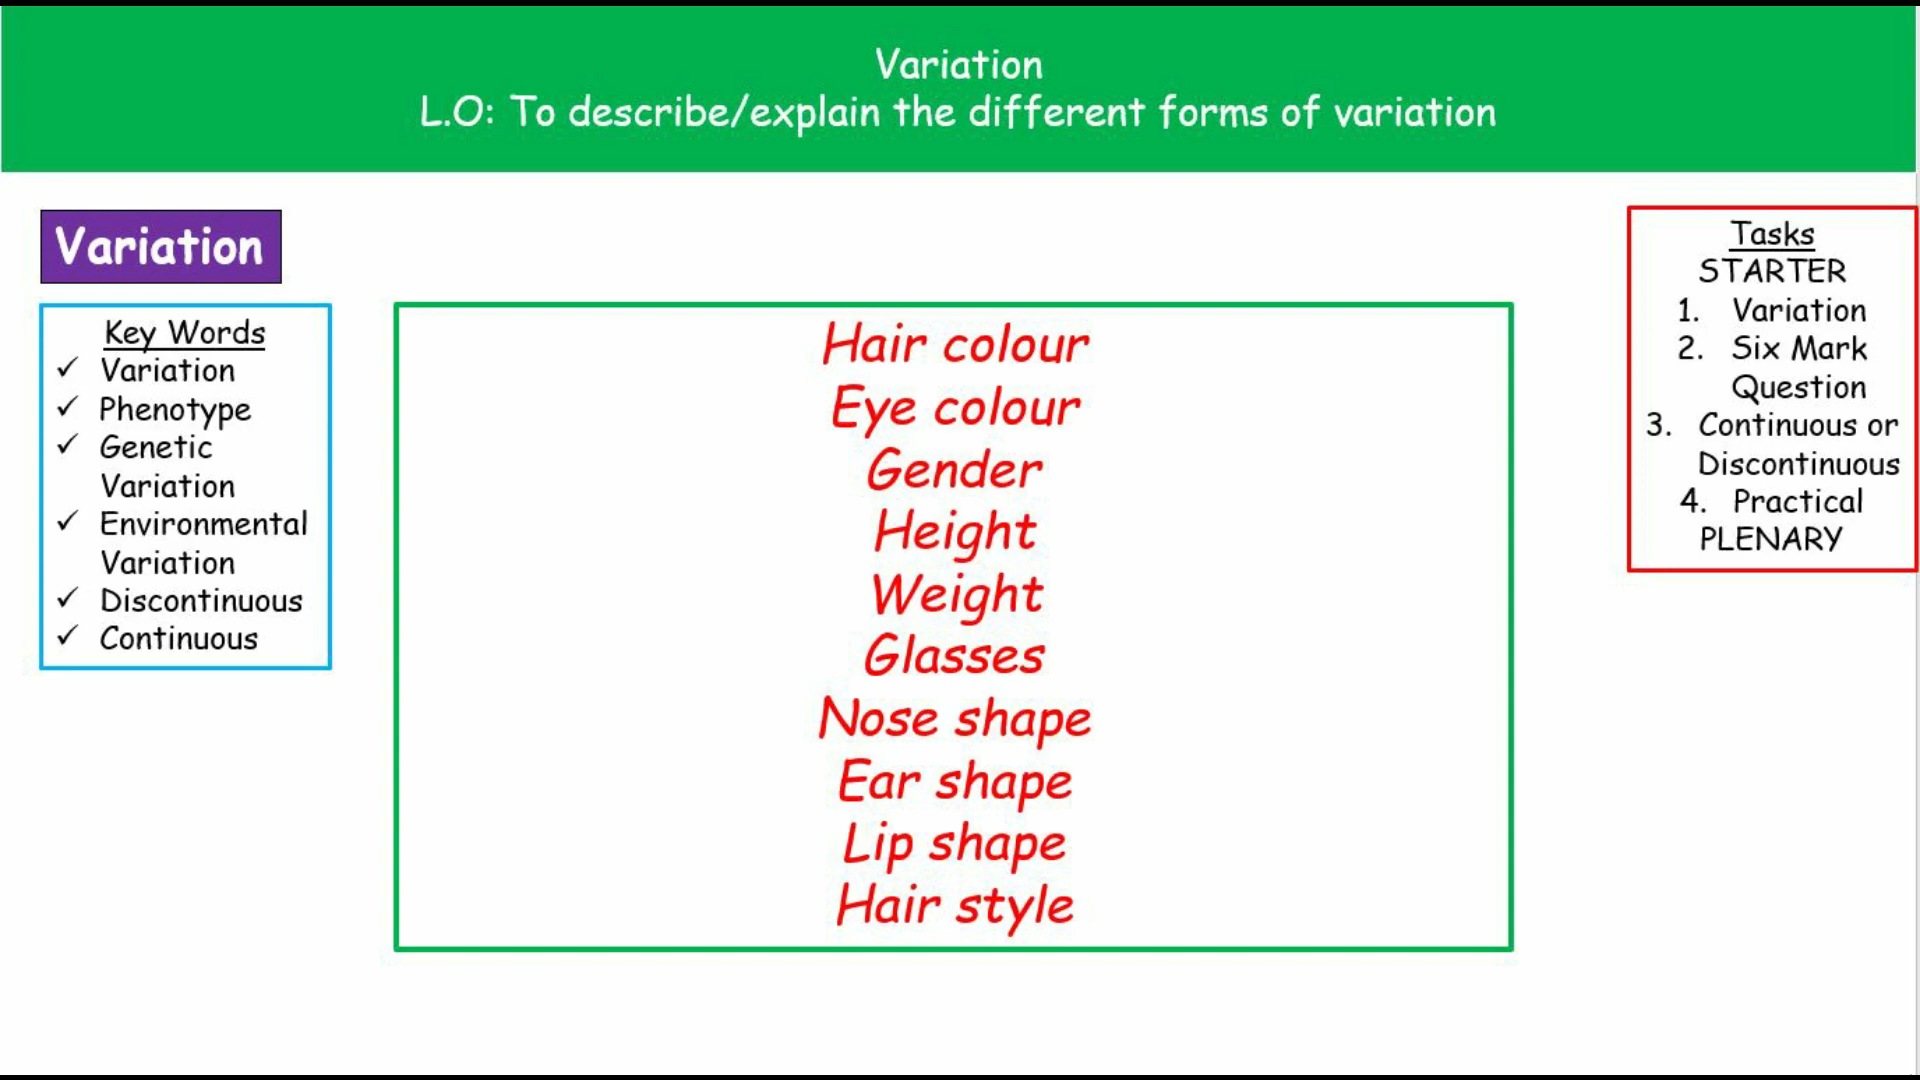 Variation
L.O: To describe/explain the different forms of variation
Variation
Key Words
✓ Variation
✓ Phenotype
✓ Genetic
Variation
✓ Environmental
Variation
✓ Discontinuous
✓ Continuous
Hair colour
Eye colour
Gender
Height
Weight
Glasses
Nose shape
Ear shape
Lip shape
Hair style
Tasks
STARTER
1. Variation
2. Six Mark
Question
3. Continuous or
Discontinuous
4. Practical
PLENARY